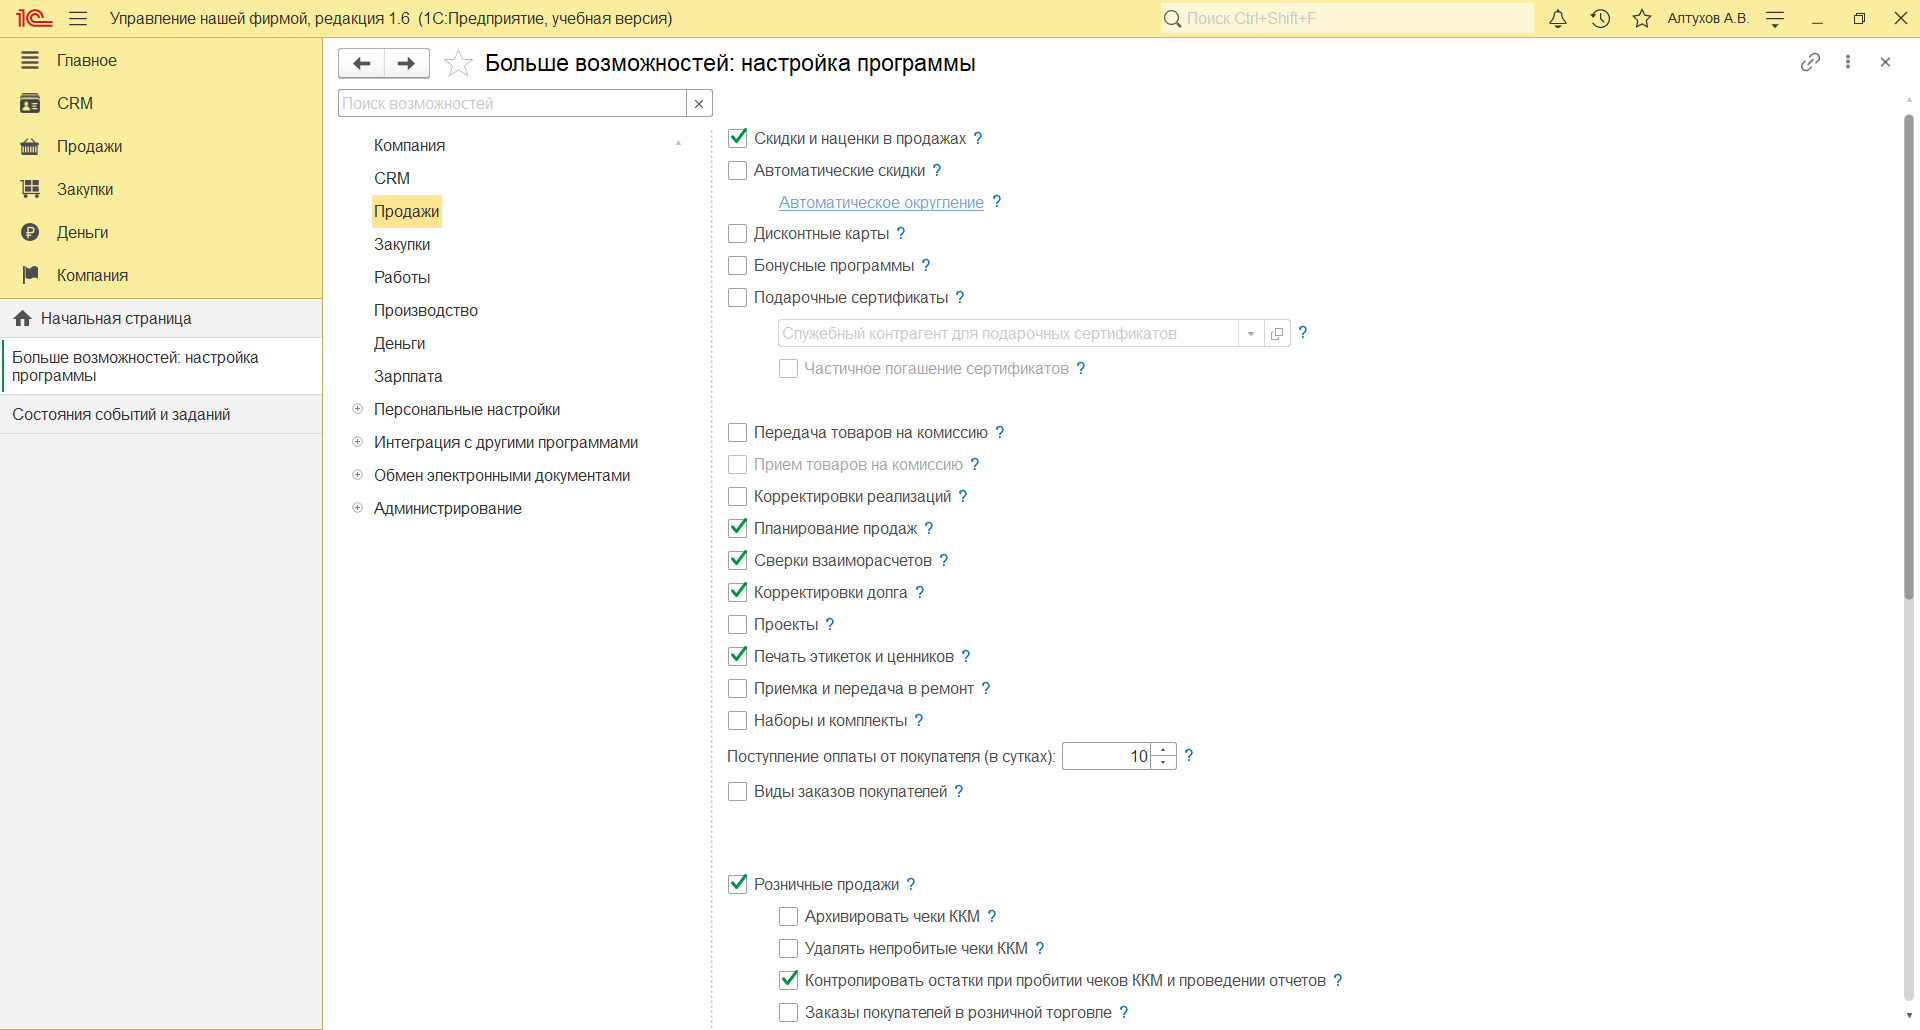 1С Управление нашей фирмой, редакция 1.6 (1С:Предприятие, учебная версия) Поиск Ctrl+Shift+F Алтухов А.В.
Главное
CRM
Продажи
Закупки
Деньги
Компания
Начальная страница
Больше возможностей: настройка
программы
Состояния событий и заданий
Больше возможностей: настройка программы
Поиск возможностей
Компания
CRM
Продажи
Закупки
Работы
Производство
Деньги
Зарплата
Персональные настройки
Интеграция с другими программами
Обмен электронными документами
Администрирование
Скидки и наценки в продажах ?
Автоматические скидки ?
Автоматическое округление ?
Дисконтные карты ?
Бонусные программы ?
Подарочные сертификаты ?
Служебный контрагент для подарочных сертификатов ?
Частичное погашение сертификатов ?
Передача товаров на комиссию ?
Прием товаров на комиссию ?
Корректировки реализаций ?
Планирование продаж ?
Сверки взаиморасчетов ?
Корректировки долга ?
Проекты ?
Печать этикеток и ценников ?
Приемка и передача в ремонт ?
Наборы и комплекты ?
Поступление оплаты от покупателя (в сутках): 10 ?
Виды заказов покупателей ?
Розничные продажи ?
Архивировать чеки ККМ ?
Удалять непробитые чеки ККМ ?
Контролировать остатки при пробитии чеков ККМ и проведении отчетов ?
Заказы покупателей в розничной торговле ?